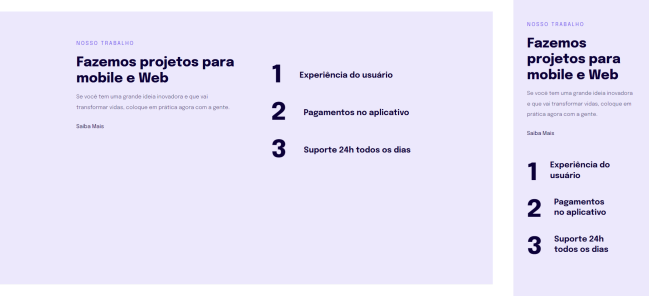 NOSSO TRABALHO
Fazemos projetos para
mobile e Web
Se você tem uma grande ideia inovadora e que vai
transformar vidas, coloque em prática agora com a gente.
Saiba Mais
1 Experiência do usuário
2 Pagamentos no aplicativo
3 Suporte 24h todos os dias
NOSSO TRABALHO
Fazemos
projetos para
mobile e Web
Se você tem uma grande ideia inovadora
e que vai transformar vidas, coloque em
prática agora com a gente.
Saiba Mais
1 Experiência do
usuário
2 Pagamentos
no aplicativo
3 Suporte 24h
todos os dias